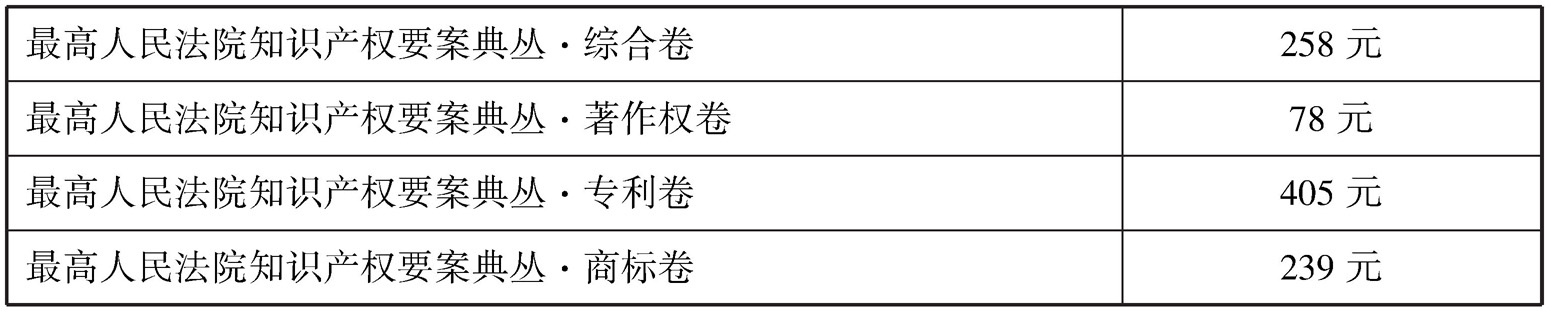 最高人民法院知识产权要案典丛·综合卷 258 元
最高人民法院知识产权要案典丛·著作权卷 78 元
最高人民法院知识产权要案典丛·专利卷 405 元
最高人民法院知识产权要案典丛·商标卷 239 元